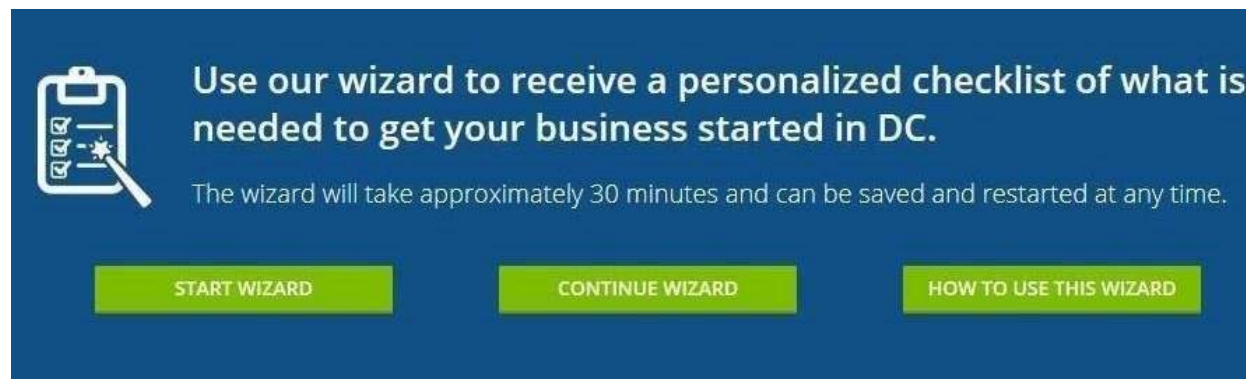 Use our wizard to receive a personalized checklist of what is
needed to get your business started in DC.
The wizard will take approximately 30 minutes and can be saved and restarted at any time.
START WIZARD
CONTINUE WIZARD
HOW TO USE THIS WIZARD